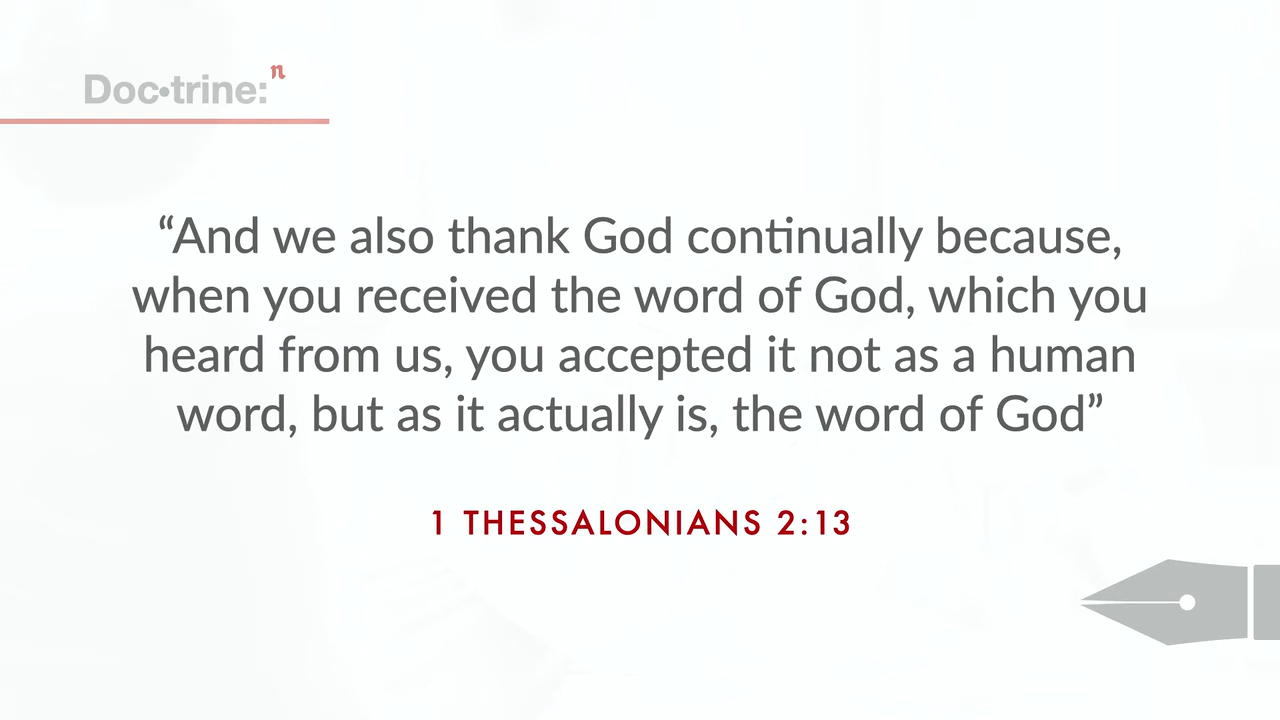 Doc•trine:n
“And we also thank God continually because,
when you received the word of God, which you
heard from us, you accepted it not as a human
word, but as it actually is, the word of God”
1 THESSALONIANS 2:13